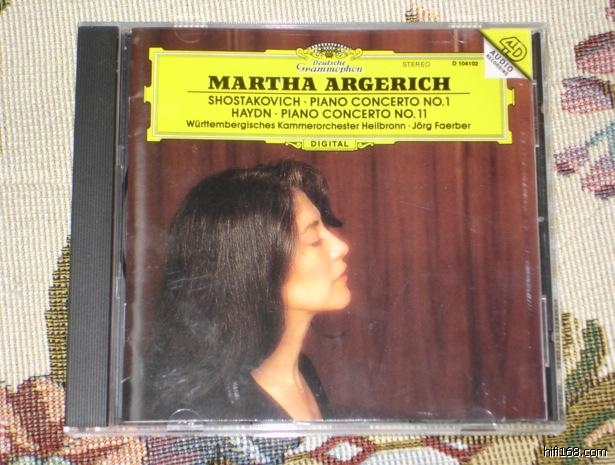 Deutsche
Grammophon
STEREO
D 104102
4D
AUDIO
RECORDING
MARTHA ARGERICH
SHOSTAKOVICH · PIANO CONCERTO NO.1
HAYDN · PIANO CONCERTO NO.11
Württembergisches Kammerorchester Heilbronn · Jörg Faerber
DIGITAL
hifi168.com